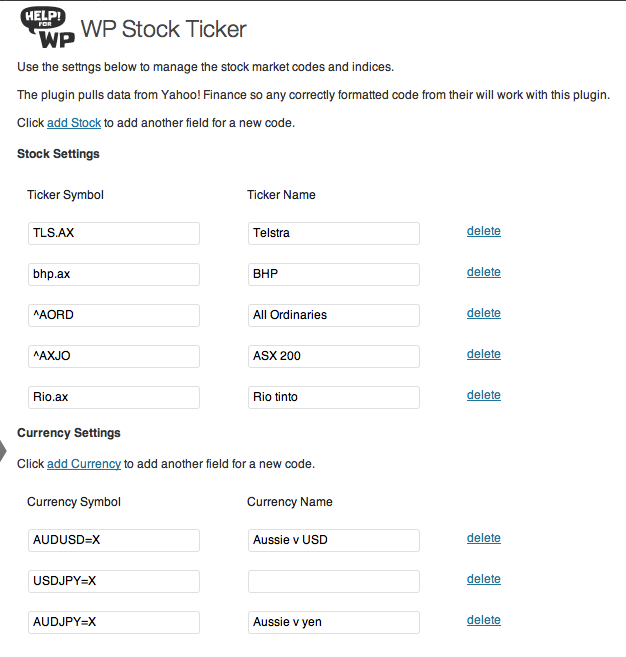 HELP!
FOR
WP
WP Stock Ticker
Use the settngs below to manage the stock market codes and indices.
The plugin pulls data from Yahoo! Finance so any correctly formatted code from their will work with this plugin.
Click add Stock to add another field for a new code.
Stock Settings
Ticker Symbol Ticker Name
TLS.AX Telstra delete
bhp.ax BHP delete
^AORD All Ordinaries delete
^AXJO ASX 200 delete
Rio.ax Rio tinto delete
Currency Settings
Click add Currency to add another field for a new code.
Currency Symbol Currency Name
AUDUSD=X Aussie v USD delete
USDJPY=X delete
AUDJPY=X Aussie v yen delete